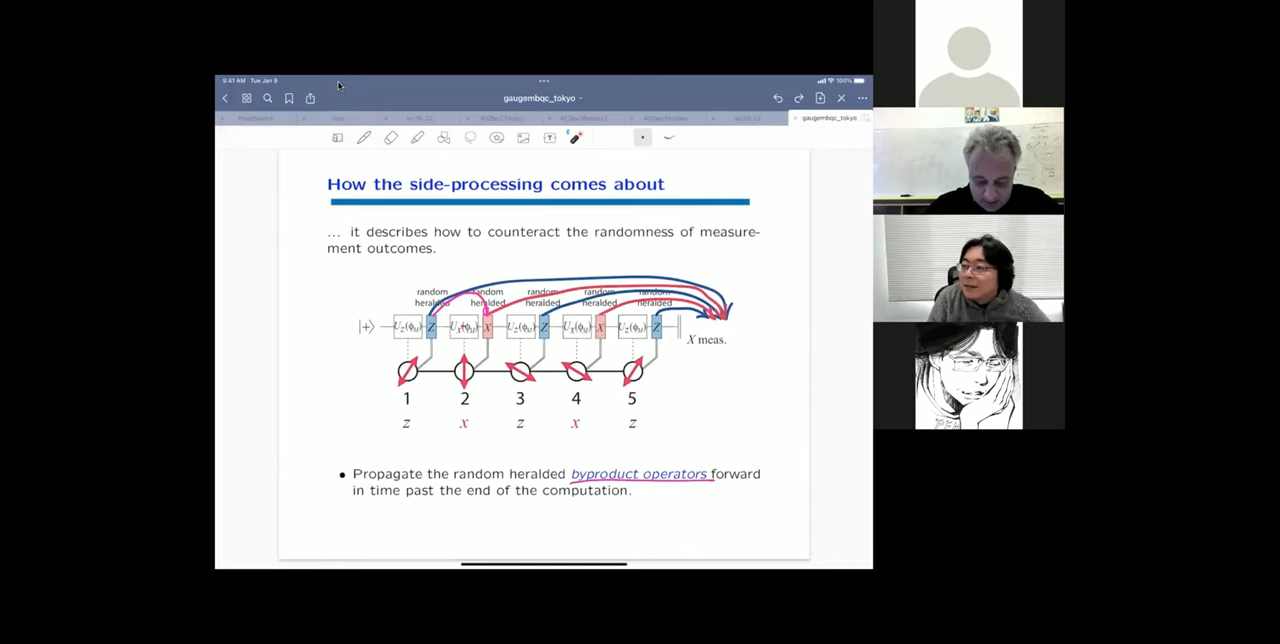 9:41 AM Tue Jan 9
100%
gaugembqc_tokyo
gaugembqc_tokyo
How the side-processing comes about
... it describes how to counteract the randomness of measure-
ment outcomes.
random random random random random
heralded heralded heralded heralded heralded
|+⟩ Z X Z X Z
X meas.
1 2 3 4 5
z x z x z
• Propagate the random heralded byproduct operators forward
in time past the end of the computation.